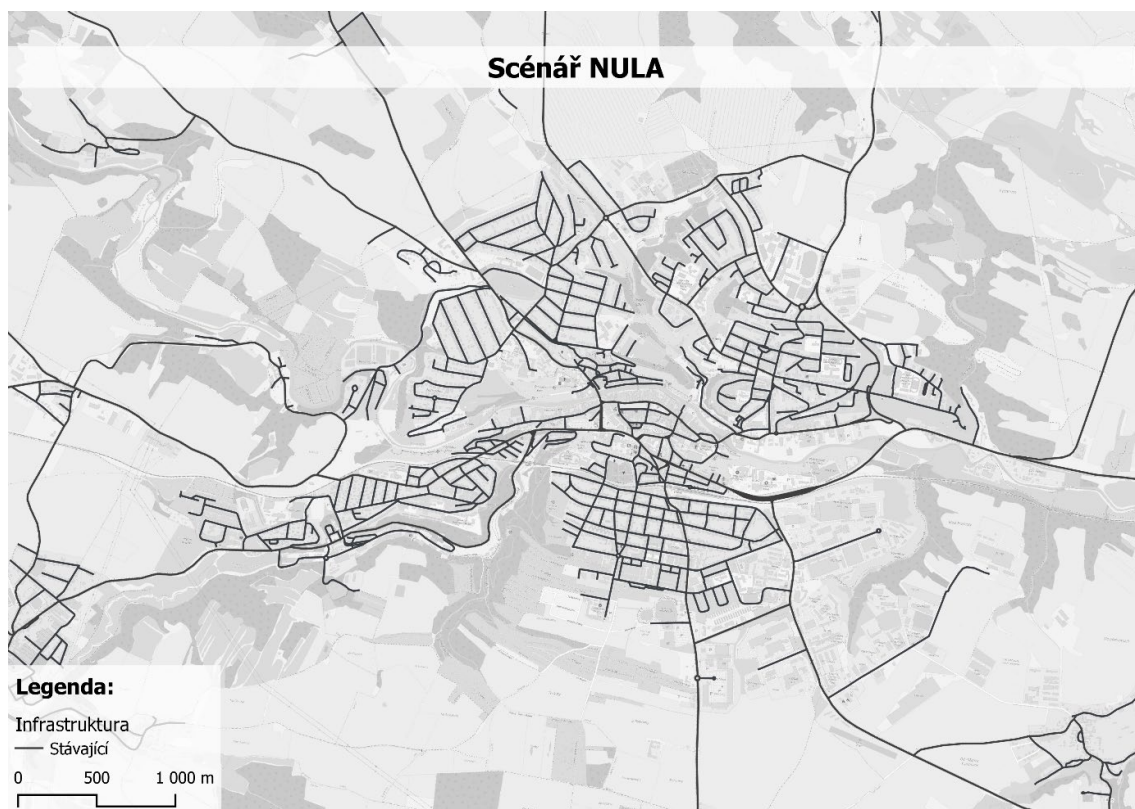 Scénář NULA
Legenda:
Infrastruktura
Stávající
0 500 1 000 m